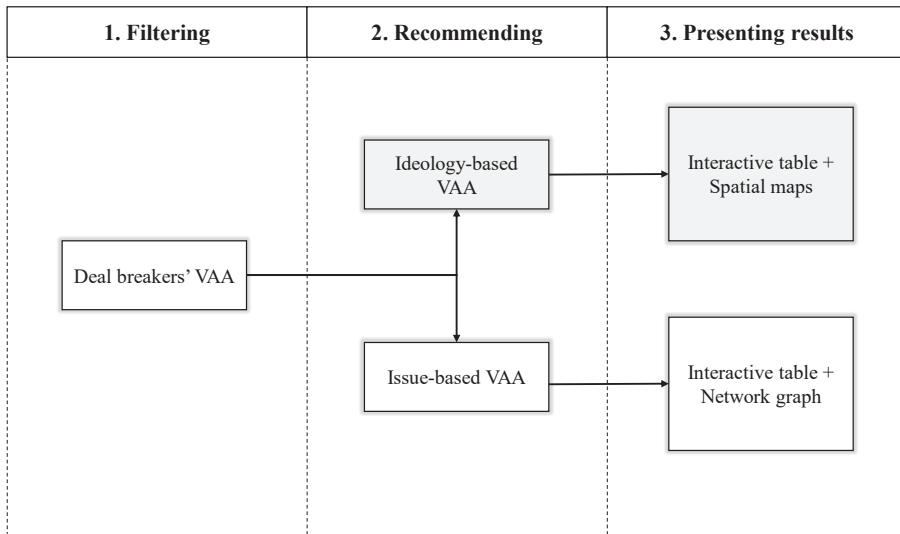 1. Filtering
2. Recommending
3. Presenting results
Ideology-based
VAA
Interactive table +
Spatial maps
Deal breakers’ VAA
Issue-based VAA
Interactive table +
Network graph